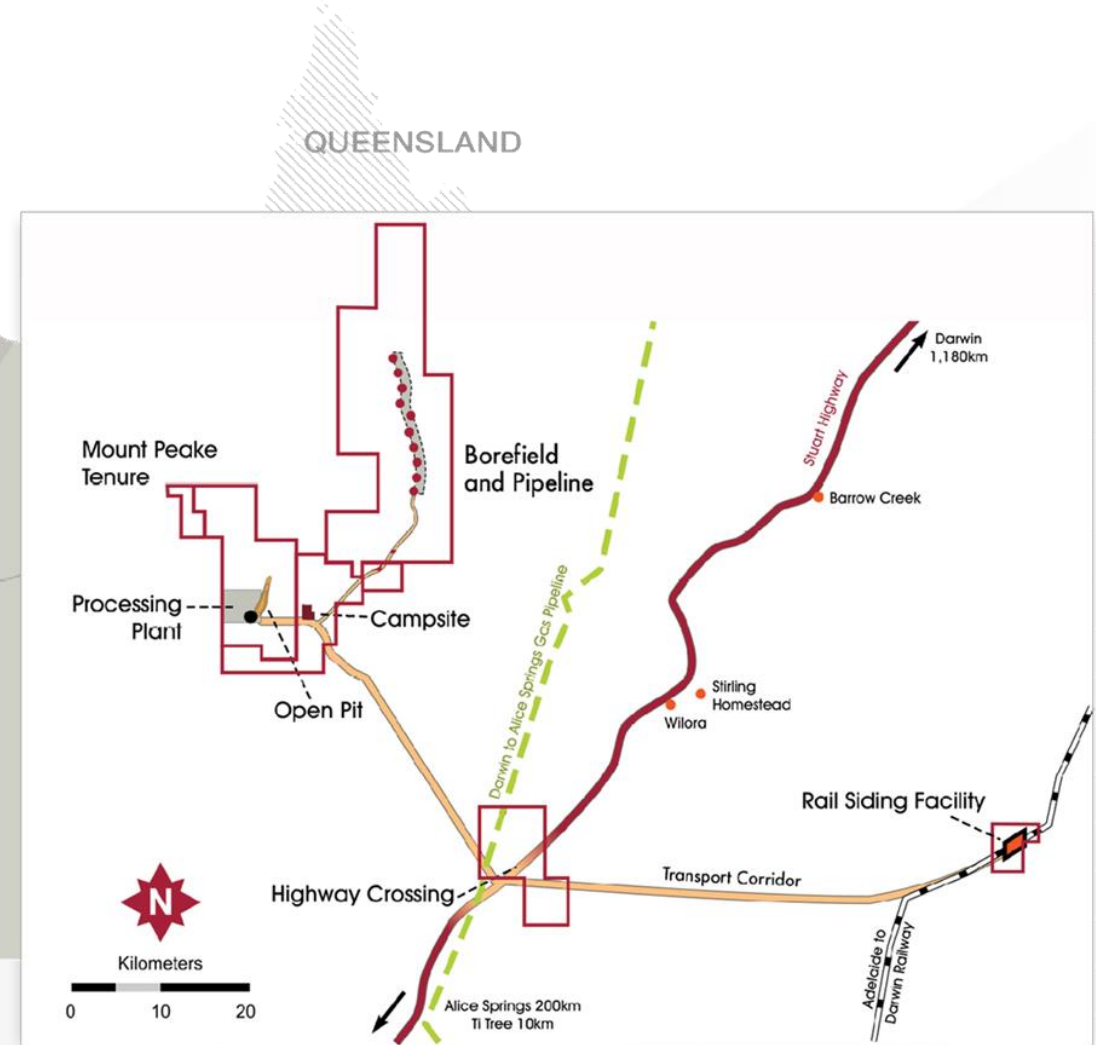 QUEENSLAND
Darwin
1,180km
Stuart Highway
Mount Peake
Tenure
Borefield
and Pipeline
Barrow Creek
Processing
Plant
Campsite
Darwin to Alice Springs Gas Pipeline
Open Pit
Stirling
Homestead
Wilora
Rail Siding Facility
Transport Corridor
Highway Crossing
N
Kilometers
0 10 20
Adelaide to
Darwin Railway
Alice Springs 200km
Ti Tree 10km